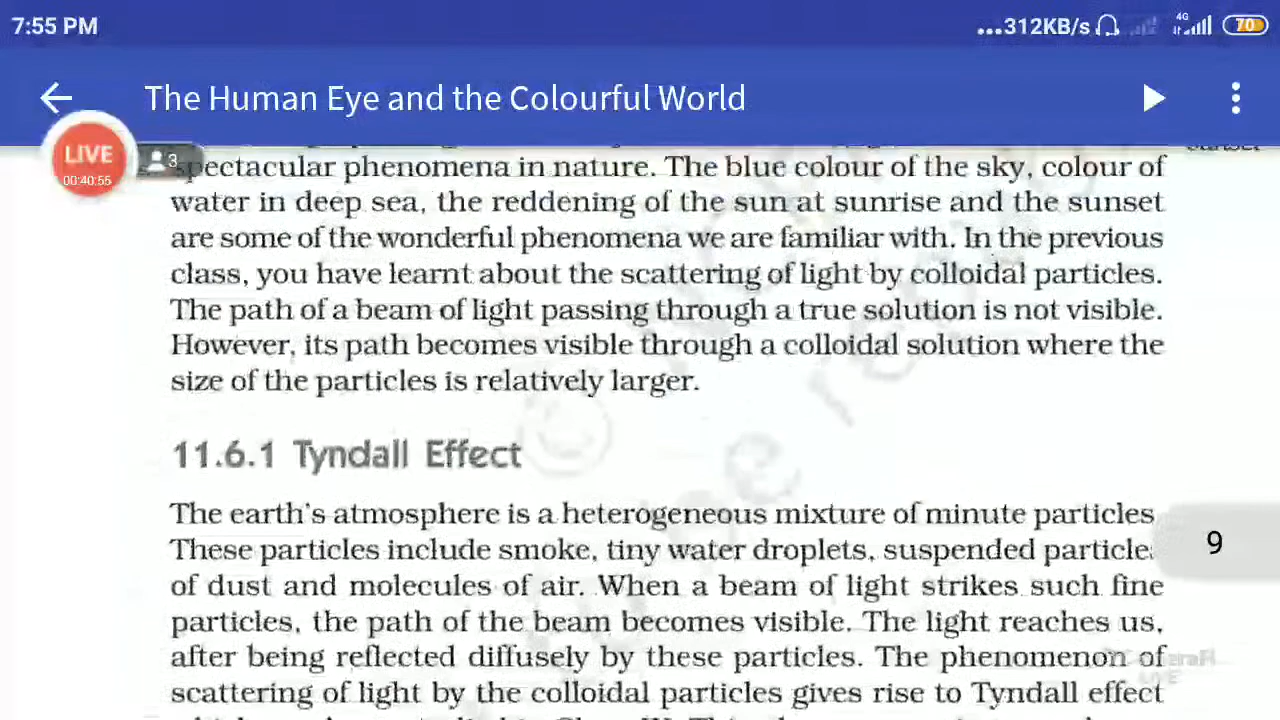 7:55 PM
...312KB/s 4G 70
The Human Eye and the Colourful World
LIVE
00:40:55
3
spectacular phenomena in nature. The blue colour of the sky, colour of
water in deep sea, the reddening of the sun at sunrise and the sunset
are some of the wonderful phenomena we are familiar with. In the previous
class, you have learnt about the scattering of light by colloidal particles.
The path of a beam of light passing through a true solution is not visible.
However, its path becomes visible through a colloidal solution where the
size of the particles is relatively larger.
11.6.1 Tyndall Effect
The earth's atmosphere is a heterogeneous mixture of minute particles
These particles include smoke, tiny water droplets, suspended particle
of dust and molecules of air. When a beam of light strikes such fine
particles, the path of the beam becomes visible. The light reaches us,
after being reflected diffusely by these particles. The phenomenon of
scattering of light by the colloidal particles gives rise to Tyndall effect
9
LIVE